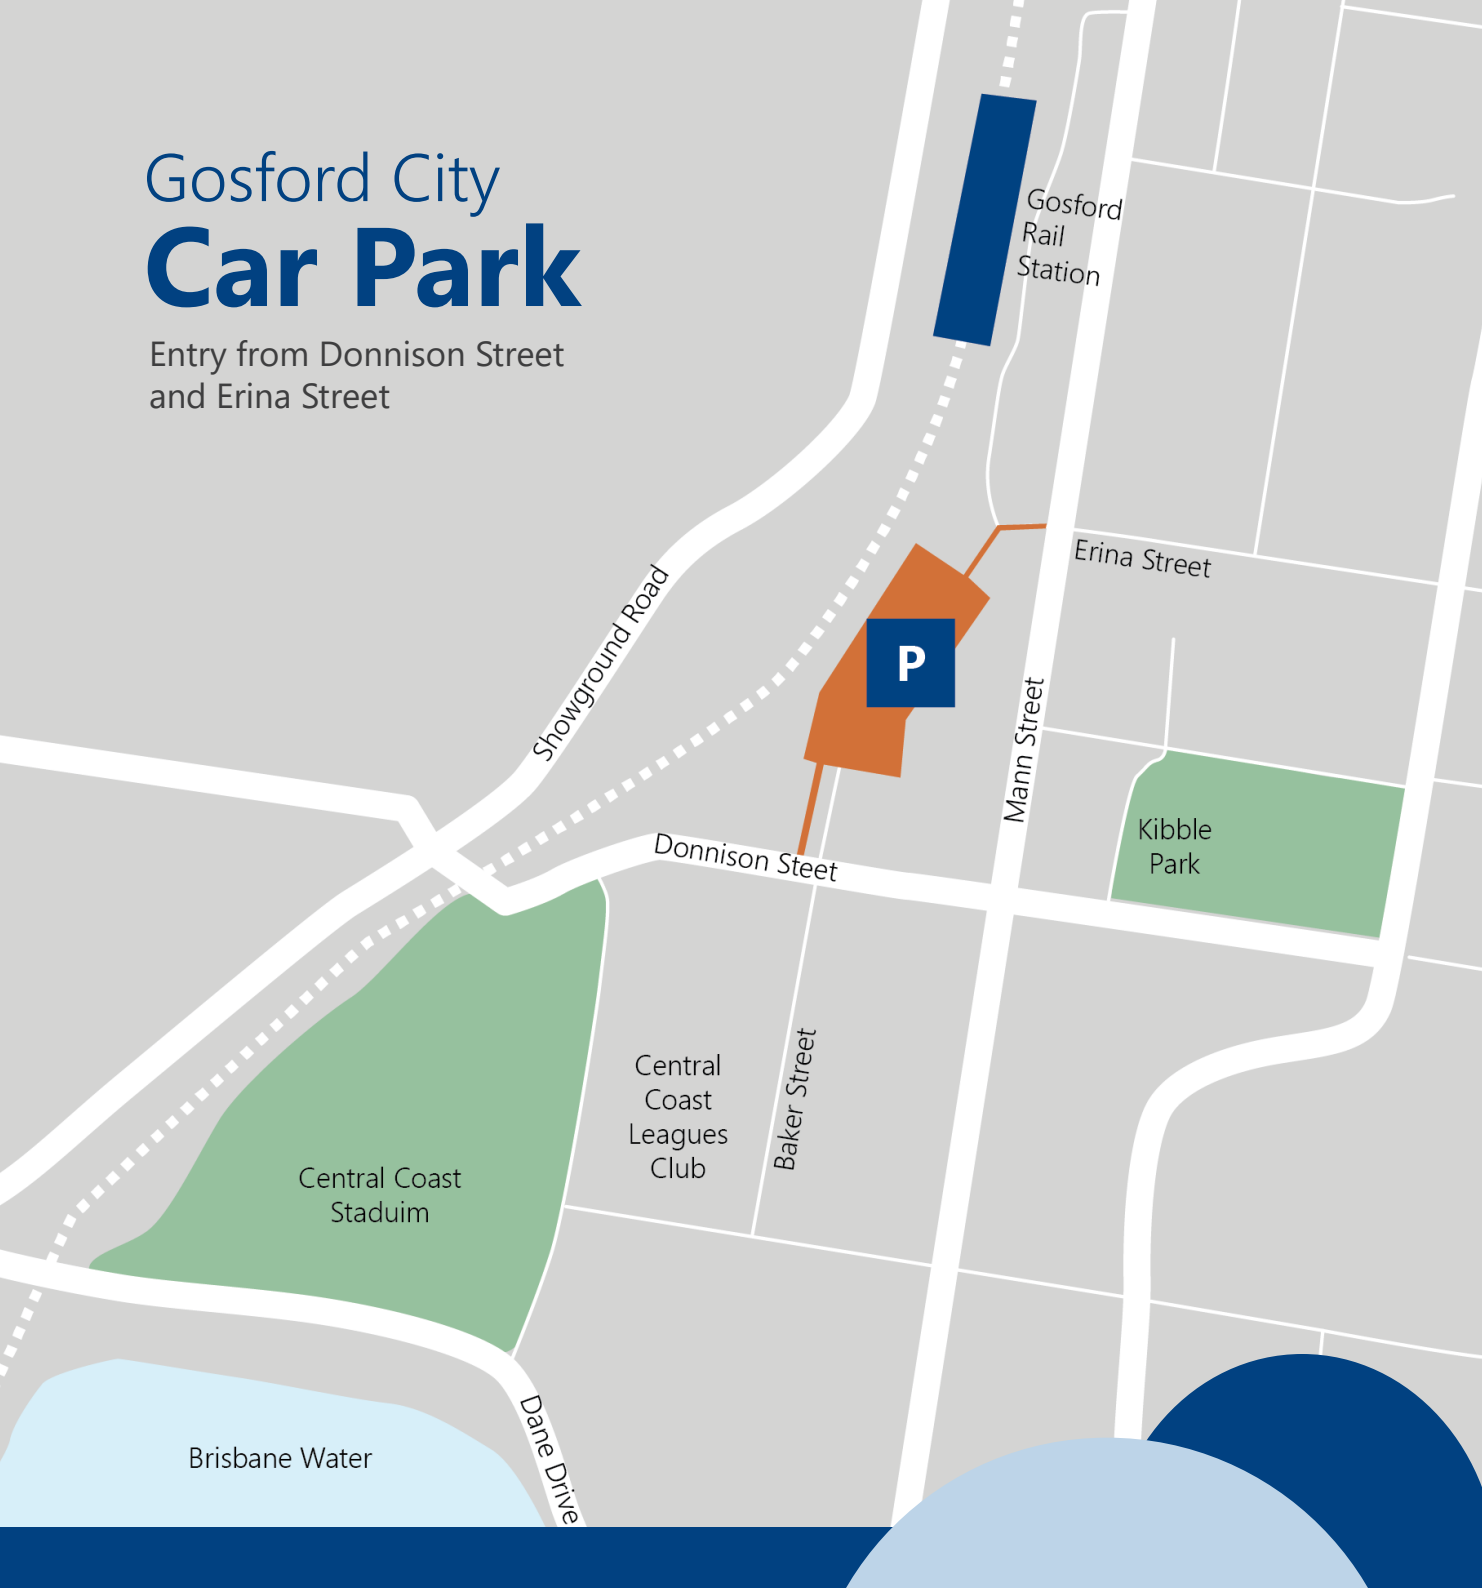 Gosford City
Car Park
Entry from Donnison Street
and Erina Street
Gosford
Rail
Station
Erina Street
Showground Road
P
Mann Street
Kibble
Park
Donnison Steet
Central
Coast
Leagues
Club
Baker Street
Central Coast
Staduim
Dane Drive
Brisbane Water